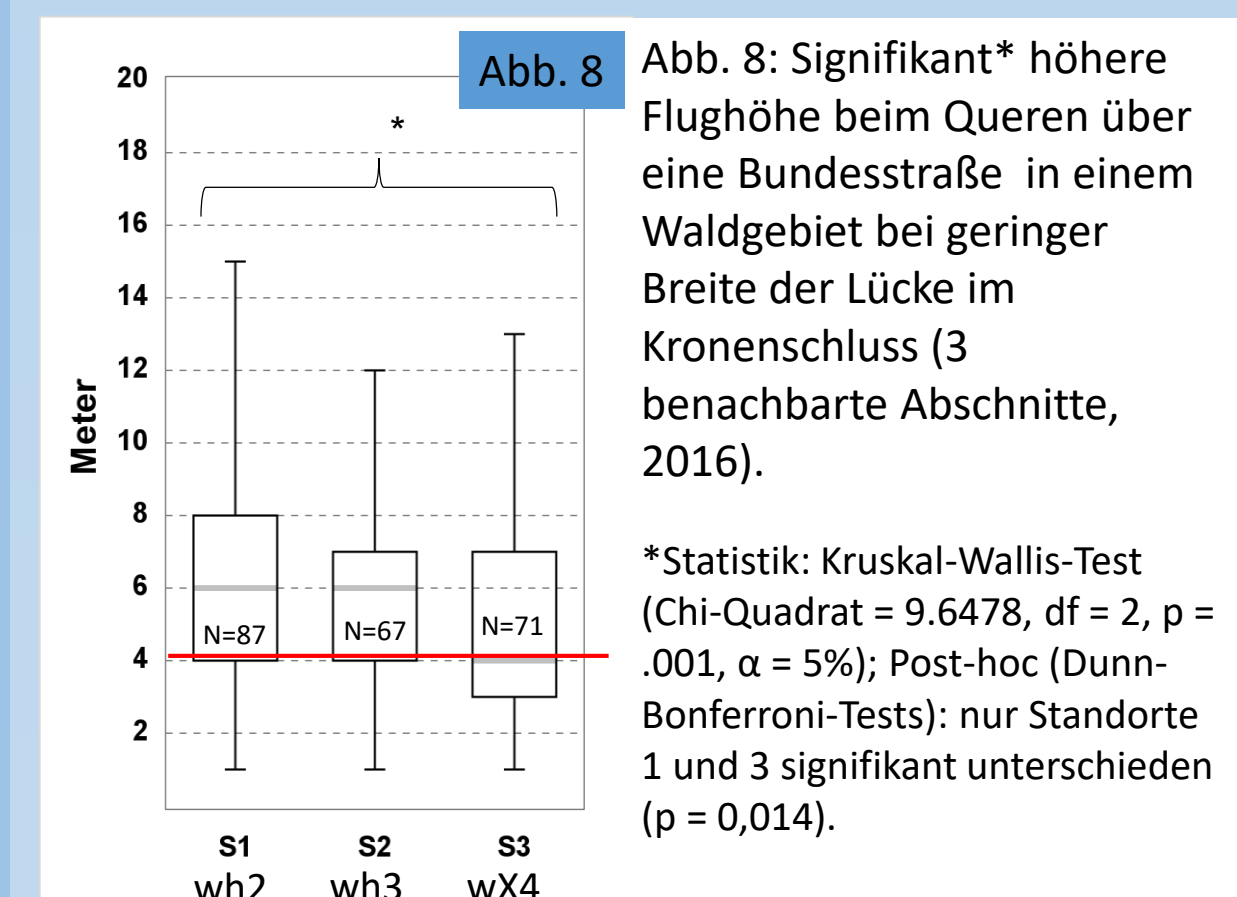 Abb. 8
20
*
18
16
14
12
10
8
6
4
2
Meter
N=87
N=67
N=71
S1
S2
S3
wh2
wh3
wX4
Abb. 8: Signifikant* höhere
Flughöhe beim Queren über
eine Bundesstraße in einem
Waldgebiet bei geringer
Breite der Lücke im
Kronenschluss (3
benachbarte Abschnitte,
2016).
*Statistik: Kruskal-Wallis-Test
(Chi-Quadrat = 9.6478, df = 2, p =
.001, α = 5%); Post-hoc (Dunn-
Bonferroni-Tests): nur Standorte
1 und 3 signifikant unterschieden
(p = 0,014).